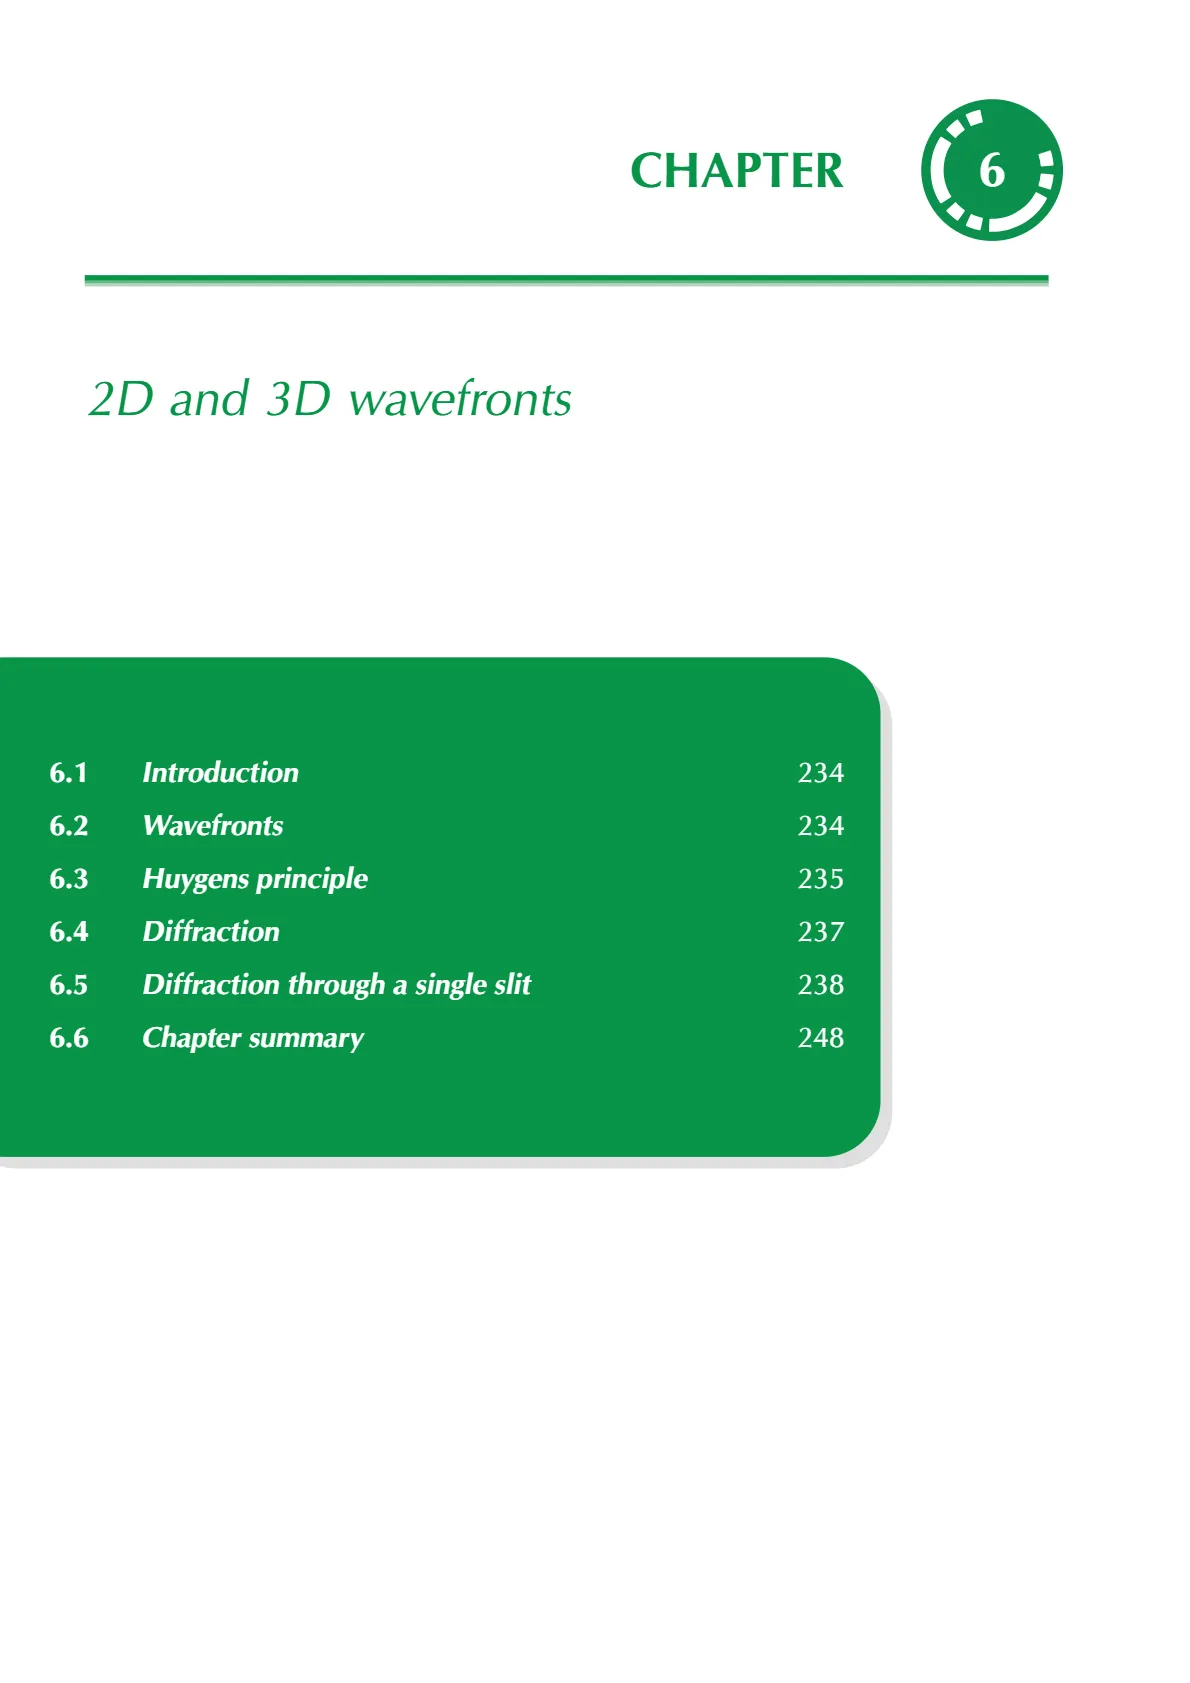 CHAPTER 6
2D and 3D wavefronts
6.1 Introduction 234
6.2 Wavefronts 234
6.3 Huygens principle 235
6.4 Diffraction 237
6.5 Diffraction through a single slit 238
6.6 Chapter summary 248